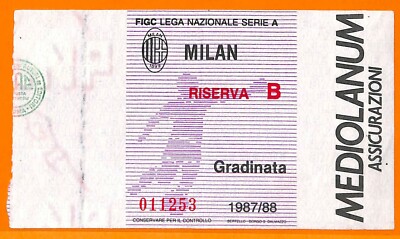 FIGC LEGA NAZIONALE SERIE A
MILAN
RISERVA B
Gradinata
011253
1987/88
CONSERVARE PER IL CONTROLLO
MEDIOLANUM
ASSICURAZIONI